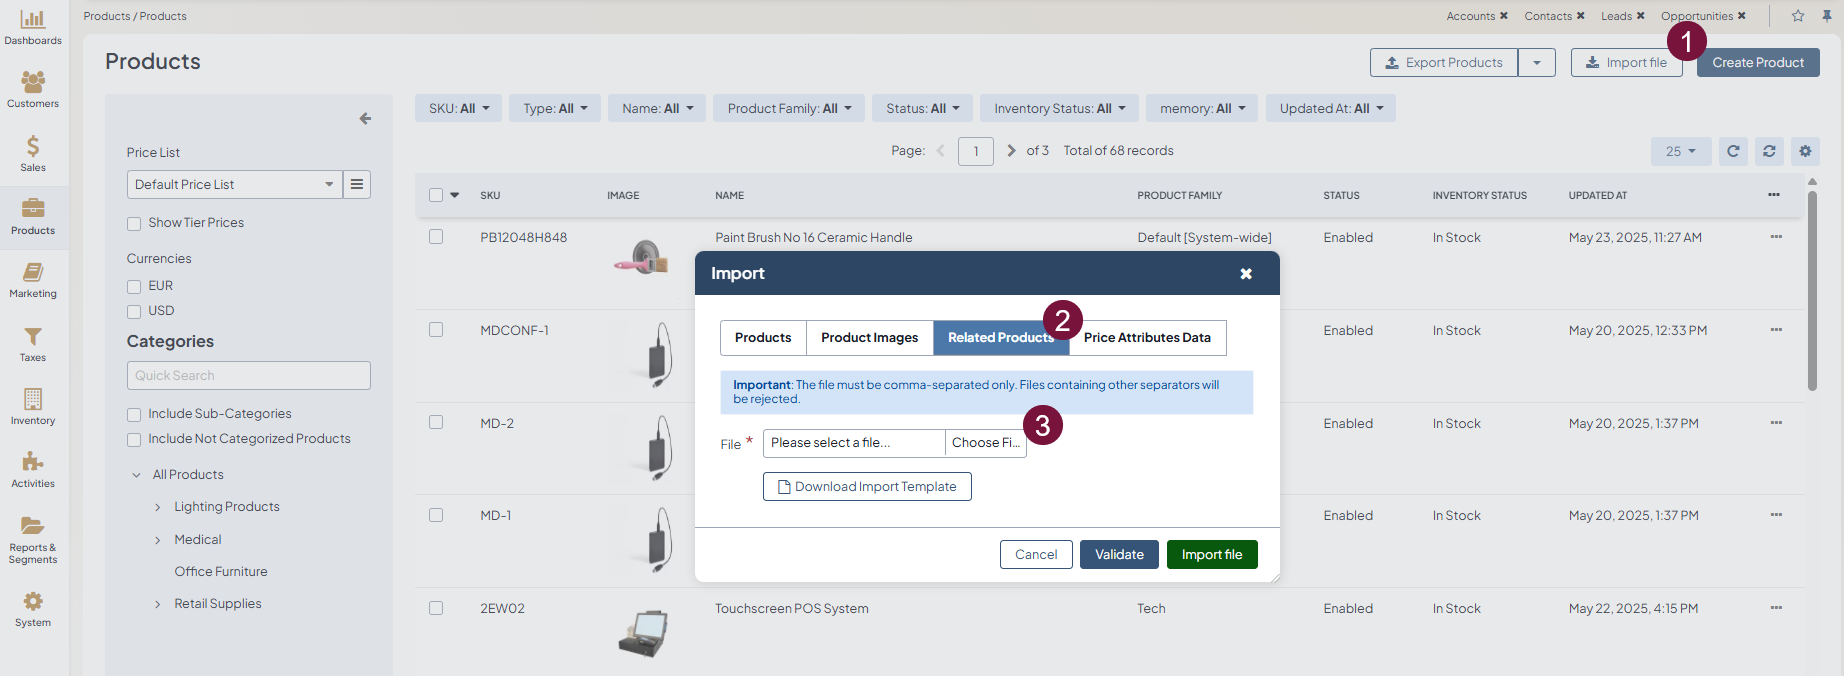 Dashboards
Customers
Sales
Products
Marketing
Taxes
Inventory
Activities
Reports &
Segments
System
Products / Products
Accounts ✖ Contacts ✖ Leads ✖ Opportunities ✖
Products
Export Products
Import file
1
Create Product
SKU: All
Type: All
Name: All
Product Family: All
Status: All
Inventory Status: All
memory: All
Updated At: All
Page: 1 of 3 Total of 68 records
25
Price List
Default Price List
Show Tier Prices
Currencies
EUR
USD
Categories
Quick Search
Include Sub-Categories
Include Not Categorized Products
All Products
Lighting Products
Medical
Office Furniture
Retail Supplies
SKU IMAGE NAME PRODUCT FAMILY STATUS INVENTORY STATUS UPDATED AT
PB12048H848 Paint Brush No 16 Ceramic Handle Default [System-wide] Enabled In Stock May 23, 2025, 11:27 AM
MDCONF-1 Enabled In Stock May 20, 2025, 12:33 PM
MD-2 Enabled In Stock May 20, 2025, 1:37 PM
MD-1 Enabled In Stock May 20, 2025, 1:37 PM
2EW02 Touchscreen POS System Tech Enabled In Stock May 22, 2025, 4:15 PM
Import
2
Products Product Images Related Products Price Attributes Data
Important: The file must be comma-separated only. Files containing other separators will
be rejected.
3
File * Please select a file... Choose Fi...
Download Import Template
Cancel Validate Import file